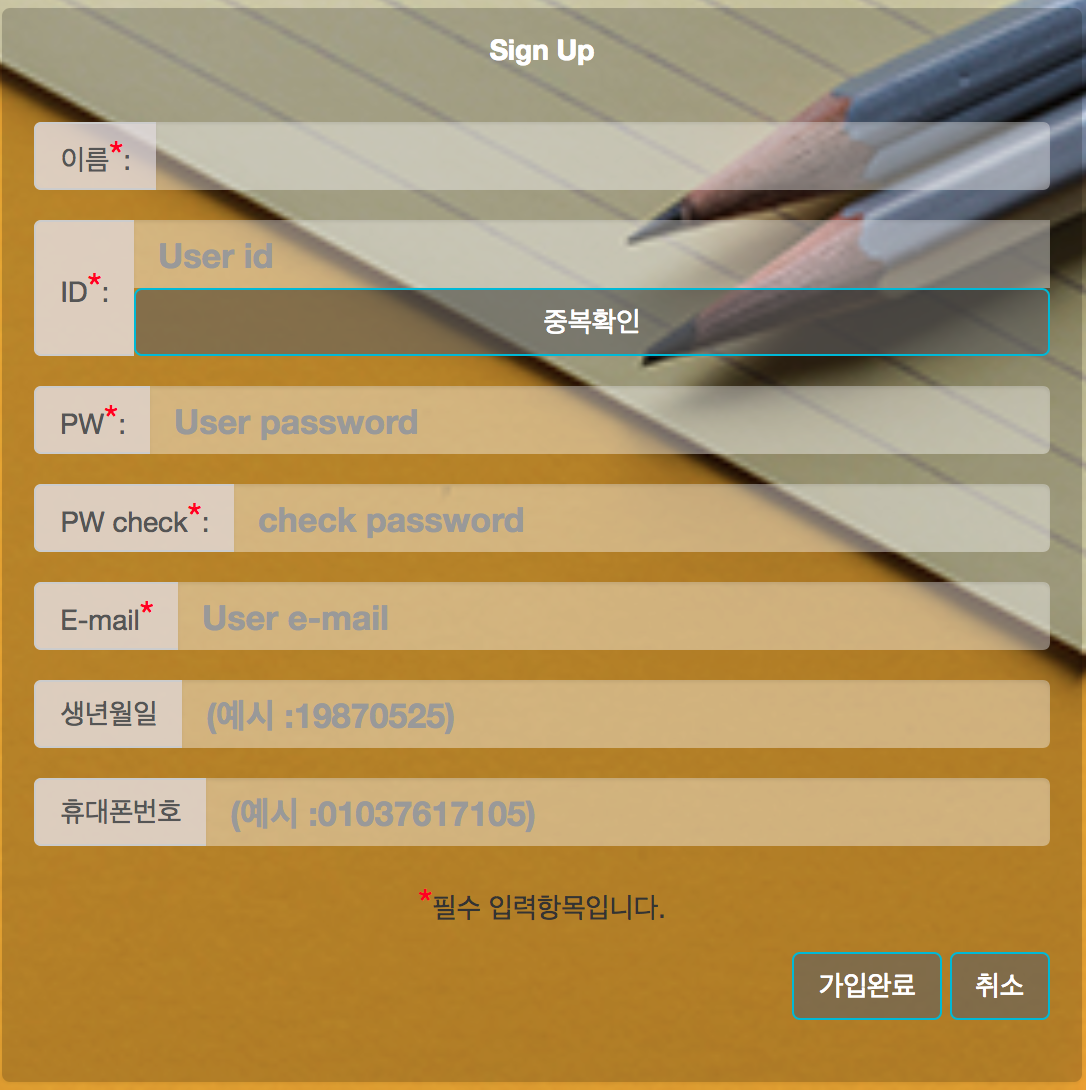 Sign Up
이름*:
ID*: User id
중복확인
PW*: User password
PW check*: check password
E-mail* User e-mail
생년월일 (예시 :19870525)
휴대폰번호 (예시 :01037617105)
*필수 입력항목입니다.
가입완료 취소